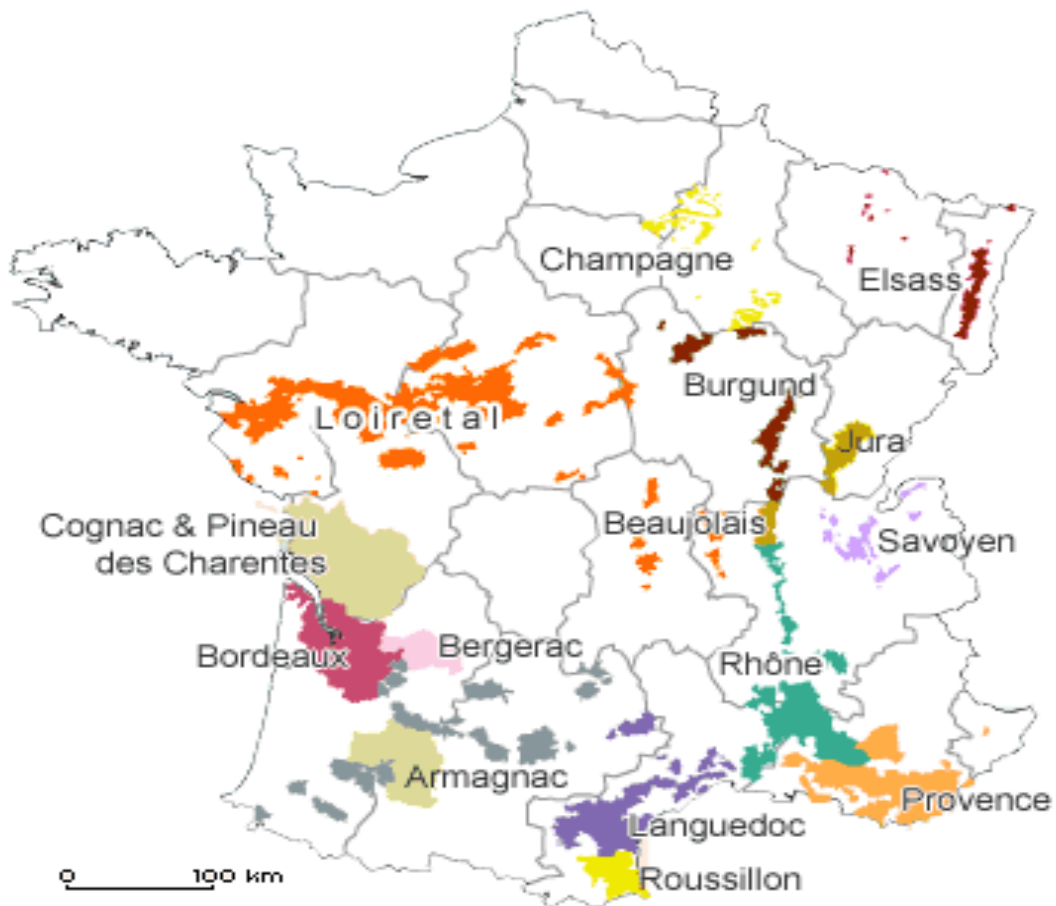 Champagne
Elsass
Burgund
Loiretal
Jura
Cognac & Pineau
des Charentes
Beaujolais
Savoyen
Bordeaux
Bergerac
Rhône
Armagnac
Provence
Languedoc
0 100 km
Roussillon